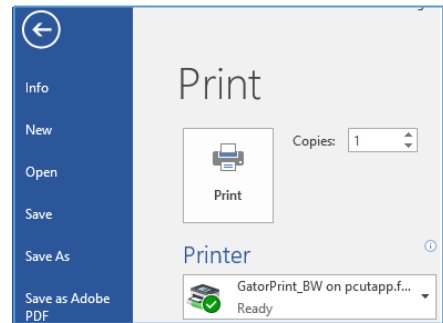 Info
New
Open
Save
Save As
Save as Adobe
PDF
Print
Copies: 1
Print
Printer
GatorPrint_BW on pcutapp.f...
Ready